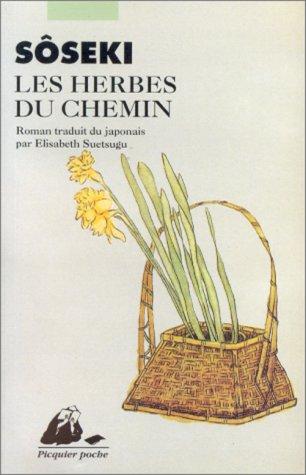 SÔSEKI
LES HERBES
DU CHEMIN
Roman traduit du japonais
par Elisabeth Suetsugu
Picquier poche